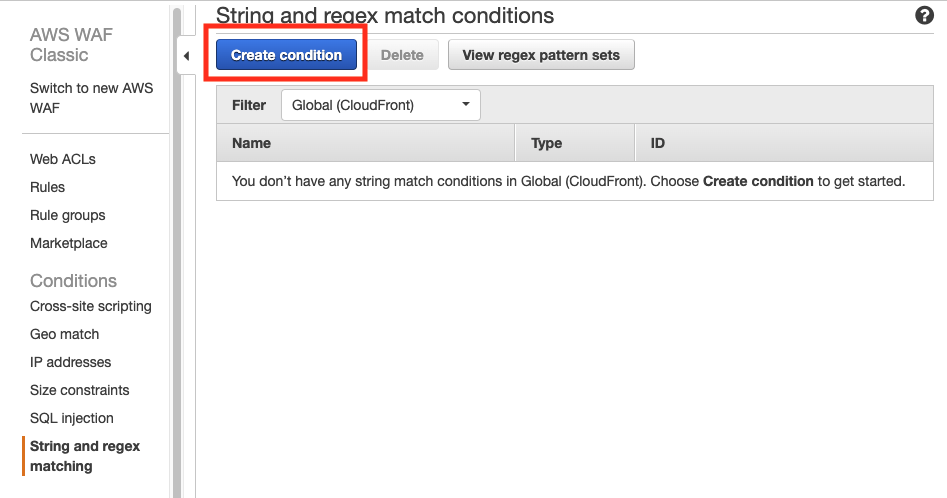 AWS WAF
Classic
Switch to new AWS
WAF
Web ACLs
Rules
Rule groups
Marketplace
Conditions
Cross-site scripting
Geo match
IP addresses
Size constraints
SQL injection
String and regex
matching
String and regex match conditions
?
Create condition Delete View regex pattern sets
Filter Global (CloudFront)
Name Type ID
You don't have any string match conditions in Global (CloudFront). Choose Create condition to get started.